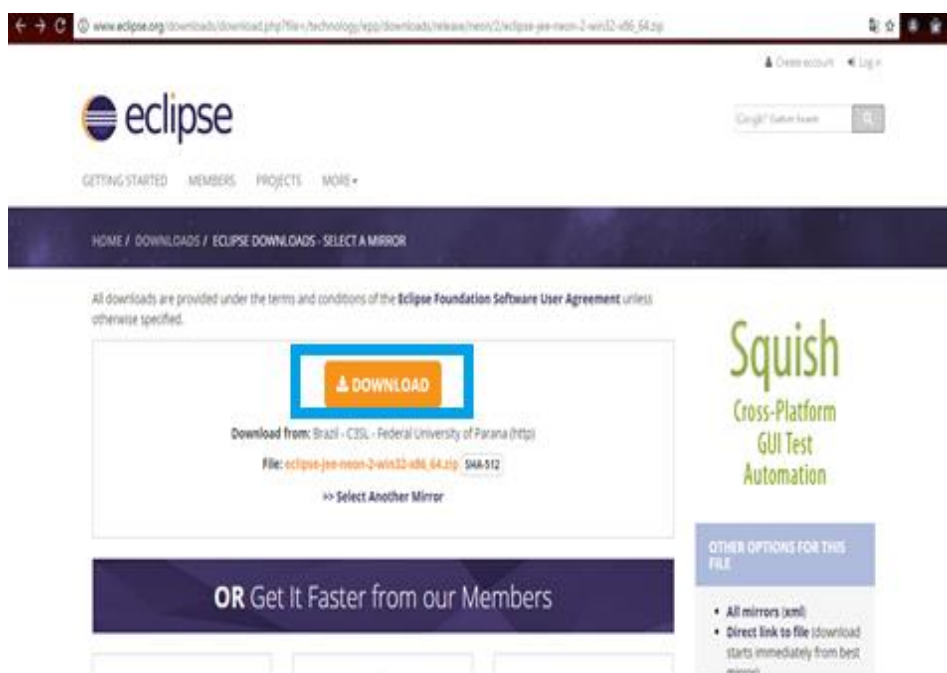 www.eclipse.org/downloads/download.php?file=/technology/epp/downloads/release/neon/2/eclipse-jee-neon-2-win32-x86_64.zip
Create account Log in
eclipse
GETTING STARTED MEMBERS PROJECTS MORE
HOME / DOWNLOADS / ECLIPSE DOWNLOADS - SELECT A MIRROR
All downloads are provided under the terms and conditions of the Eclipse Foundation Software User Agreement unless
otherwise specified.
DOWNLOAD
Download from: Brazil - C3SL - Federal University of Parana (http)
File: eclipse-jee-neon-2-win32-x86_64.zip SHA-512
>> Select Another Mirror
OR Get It Faster from our Members
Squish
Cross-Platform
GUI Test
Automation
OTHER OPTIONS FOR THIS
FILE
All mirrors (xml)
Direct link to file (download
starts immediately from best